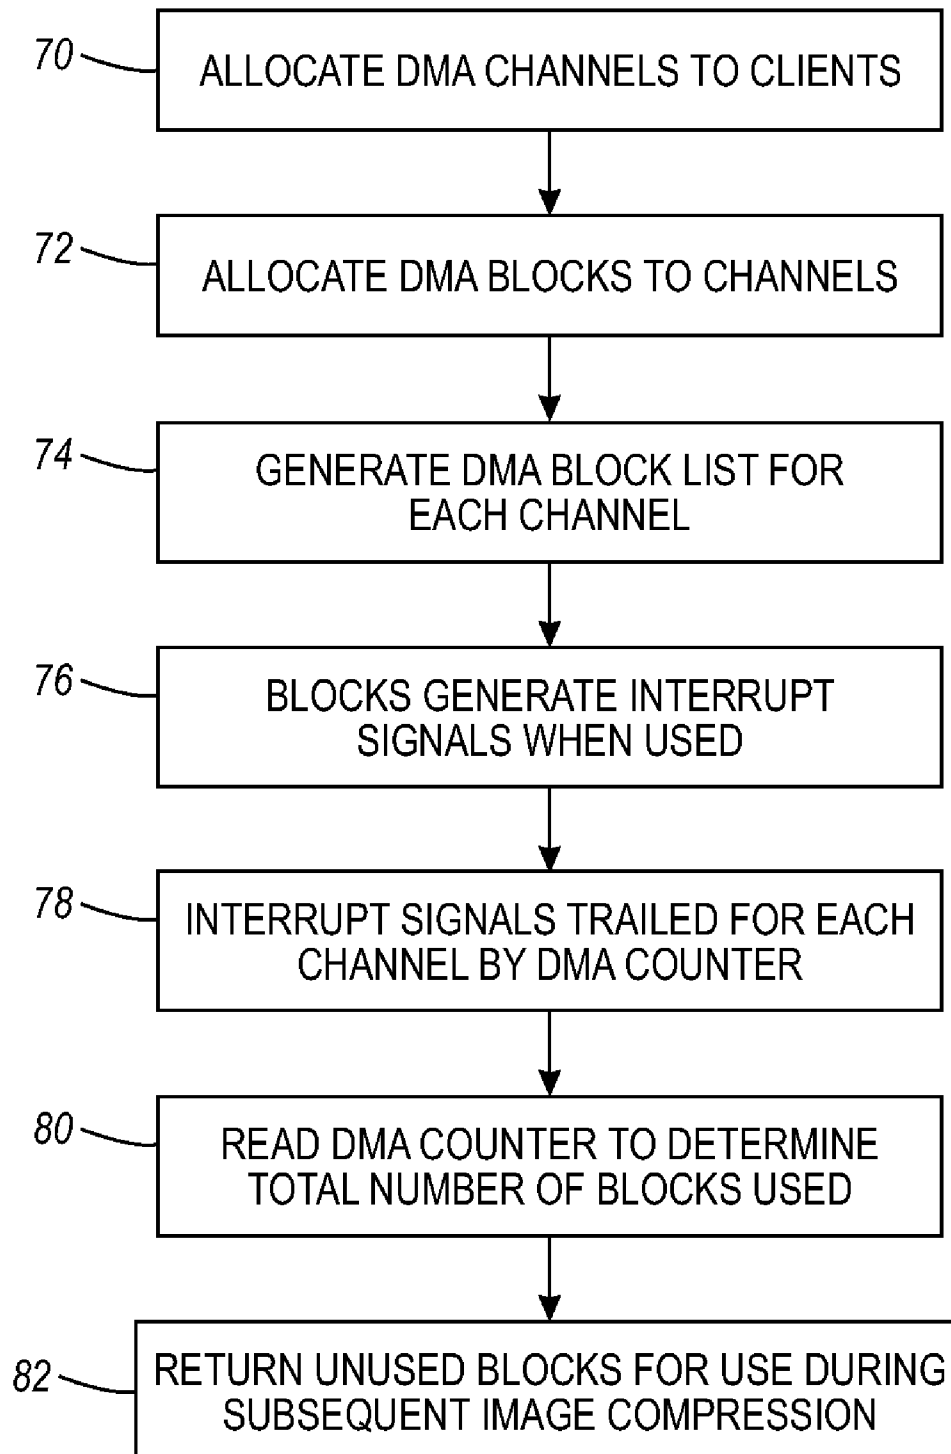 70
ALLOCATE DMA CHANNELS TO CLIENTS
72
ALLOCATE DMA BLOCKS TO CHANNELS
74
GENERATE DMA BLOCK LIST FOR
EACH CHANNEL
76
BLOCKS GENERATE INTERRUPT
SIGNALS WHEN USED
78
INTERRUPT SIGNALS TRAILED FOR EACH
CHANNEL BY DMA COUNTER
80
READ DMA COUNTER TO DETERMINE
TOTAL NUMBER OF BLOCKS USED
82
RETURN UNUSED BLOCKS FOR USE DURING
SUBSEQUENT IMAGE COMPRESSION